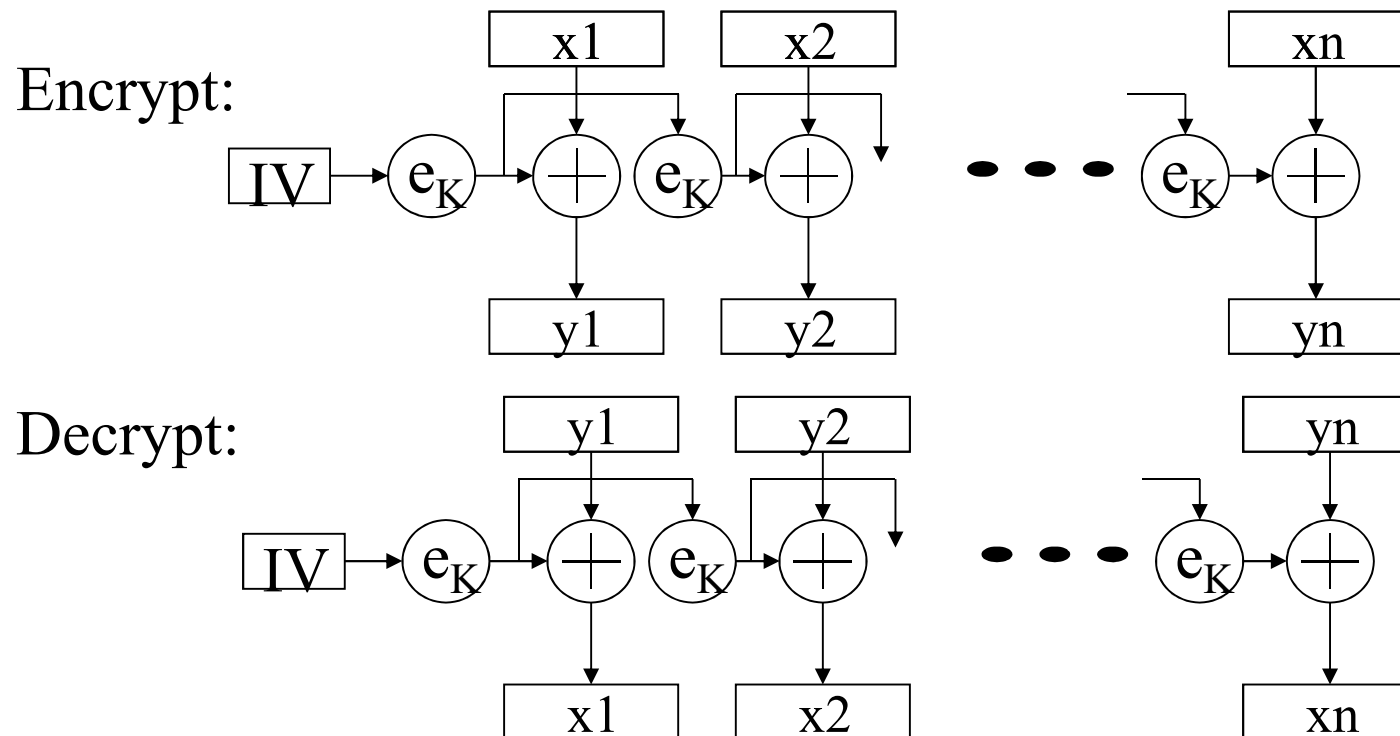 x1 x2 xn
Encrypt:
IV eK eK eK
y1 y2 yn
Decrypt:
y1 y2 yn
IV eK eK eK
x1 x2 xn